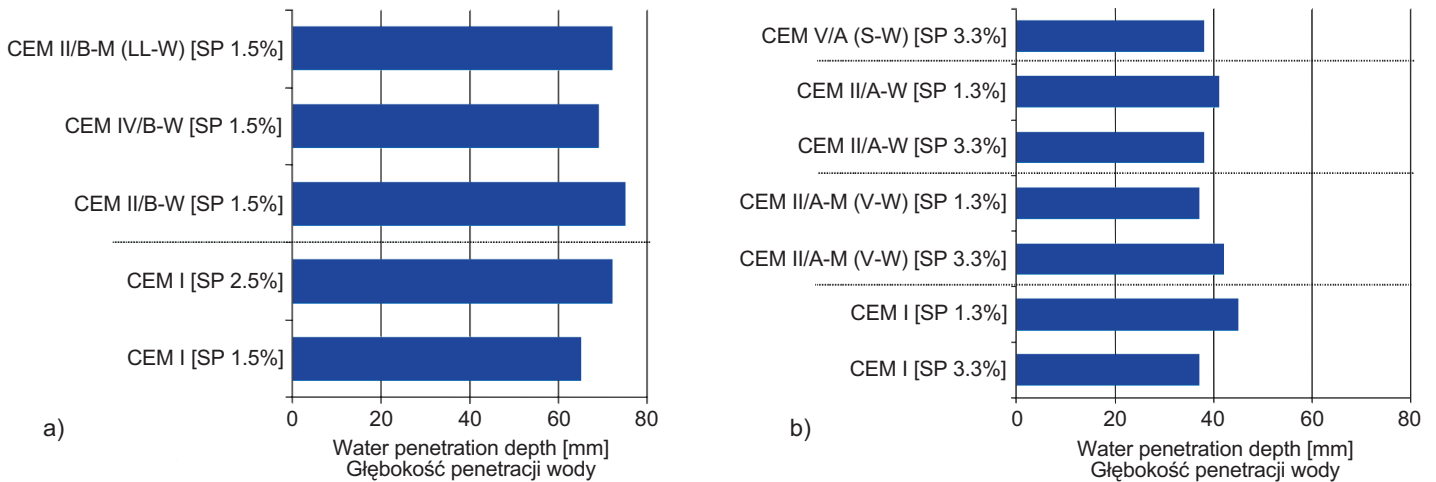 CEM II/B-M (LL-W) [SP 1.5%]
CEM IV/B-W [SP 1.5%]
CEM II/B-W [SP 1.5%]
CEM I [SP 2.5%]
CEM I [SP 1.5%]
0 20 40 60 80
a)
Water penetration depth [mm]
Głębokość penetracji wody
CEM V/A (S-W) [SP 3.3%]
CEM II/A-W [SP 1.3%]
CEM II/A-W [SP 3.3%]
CEM II/A-M (V-W) [SP 1.3%]
CEM II/A-M (V-W) [SP 3.3%]
CEM I [SP 1.3%]
CEM I [SP 3.3%]
0 20 40 60 80
b)
Water penetration depth [mm]
Głębokość penetracji wody